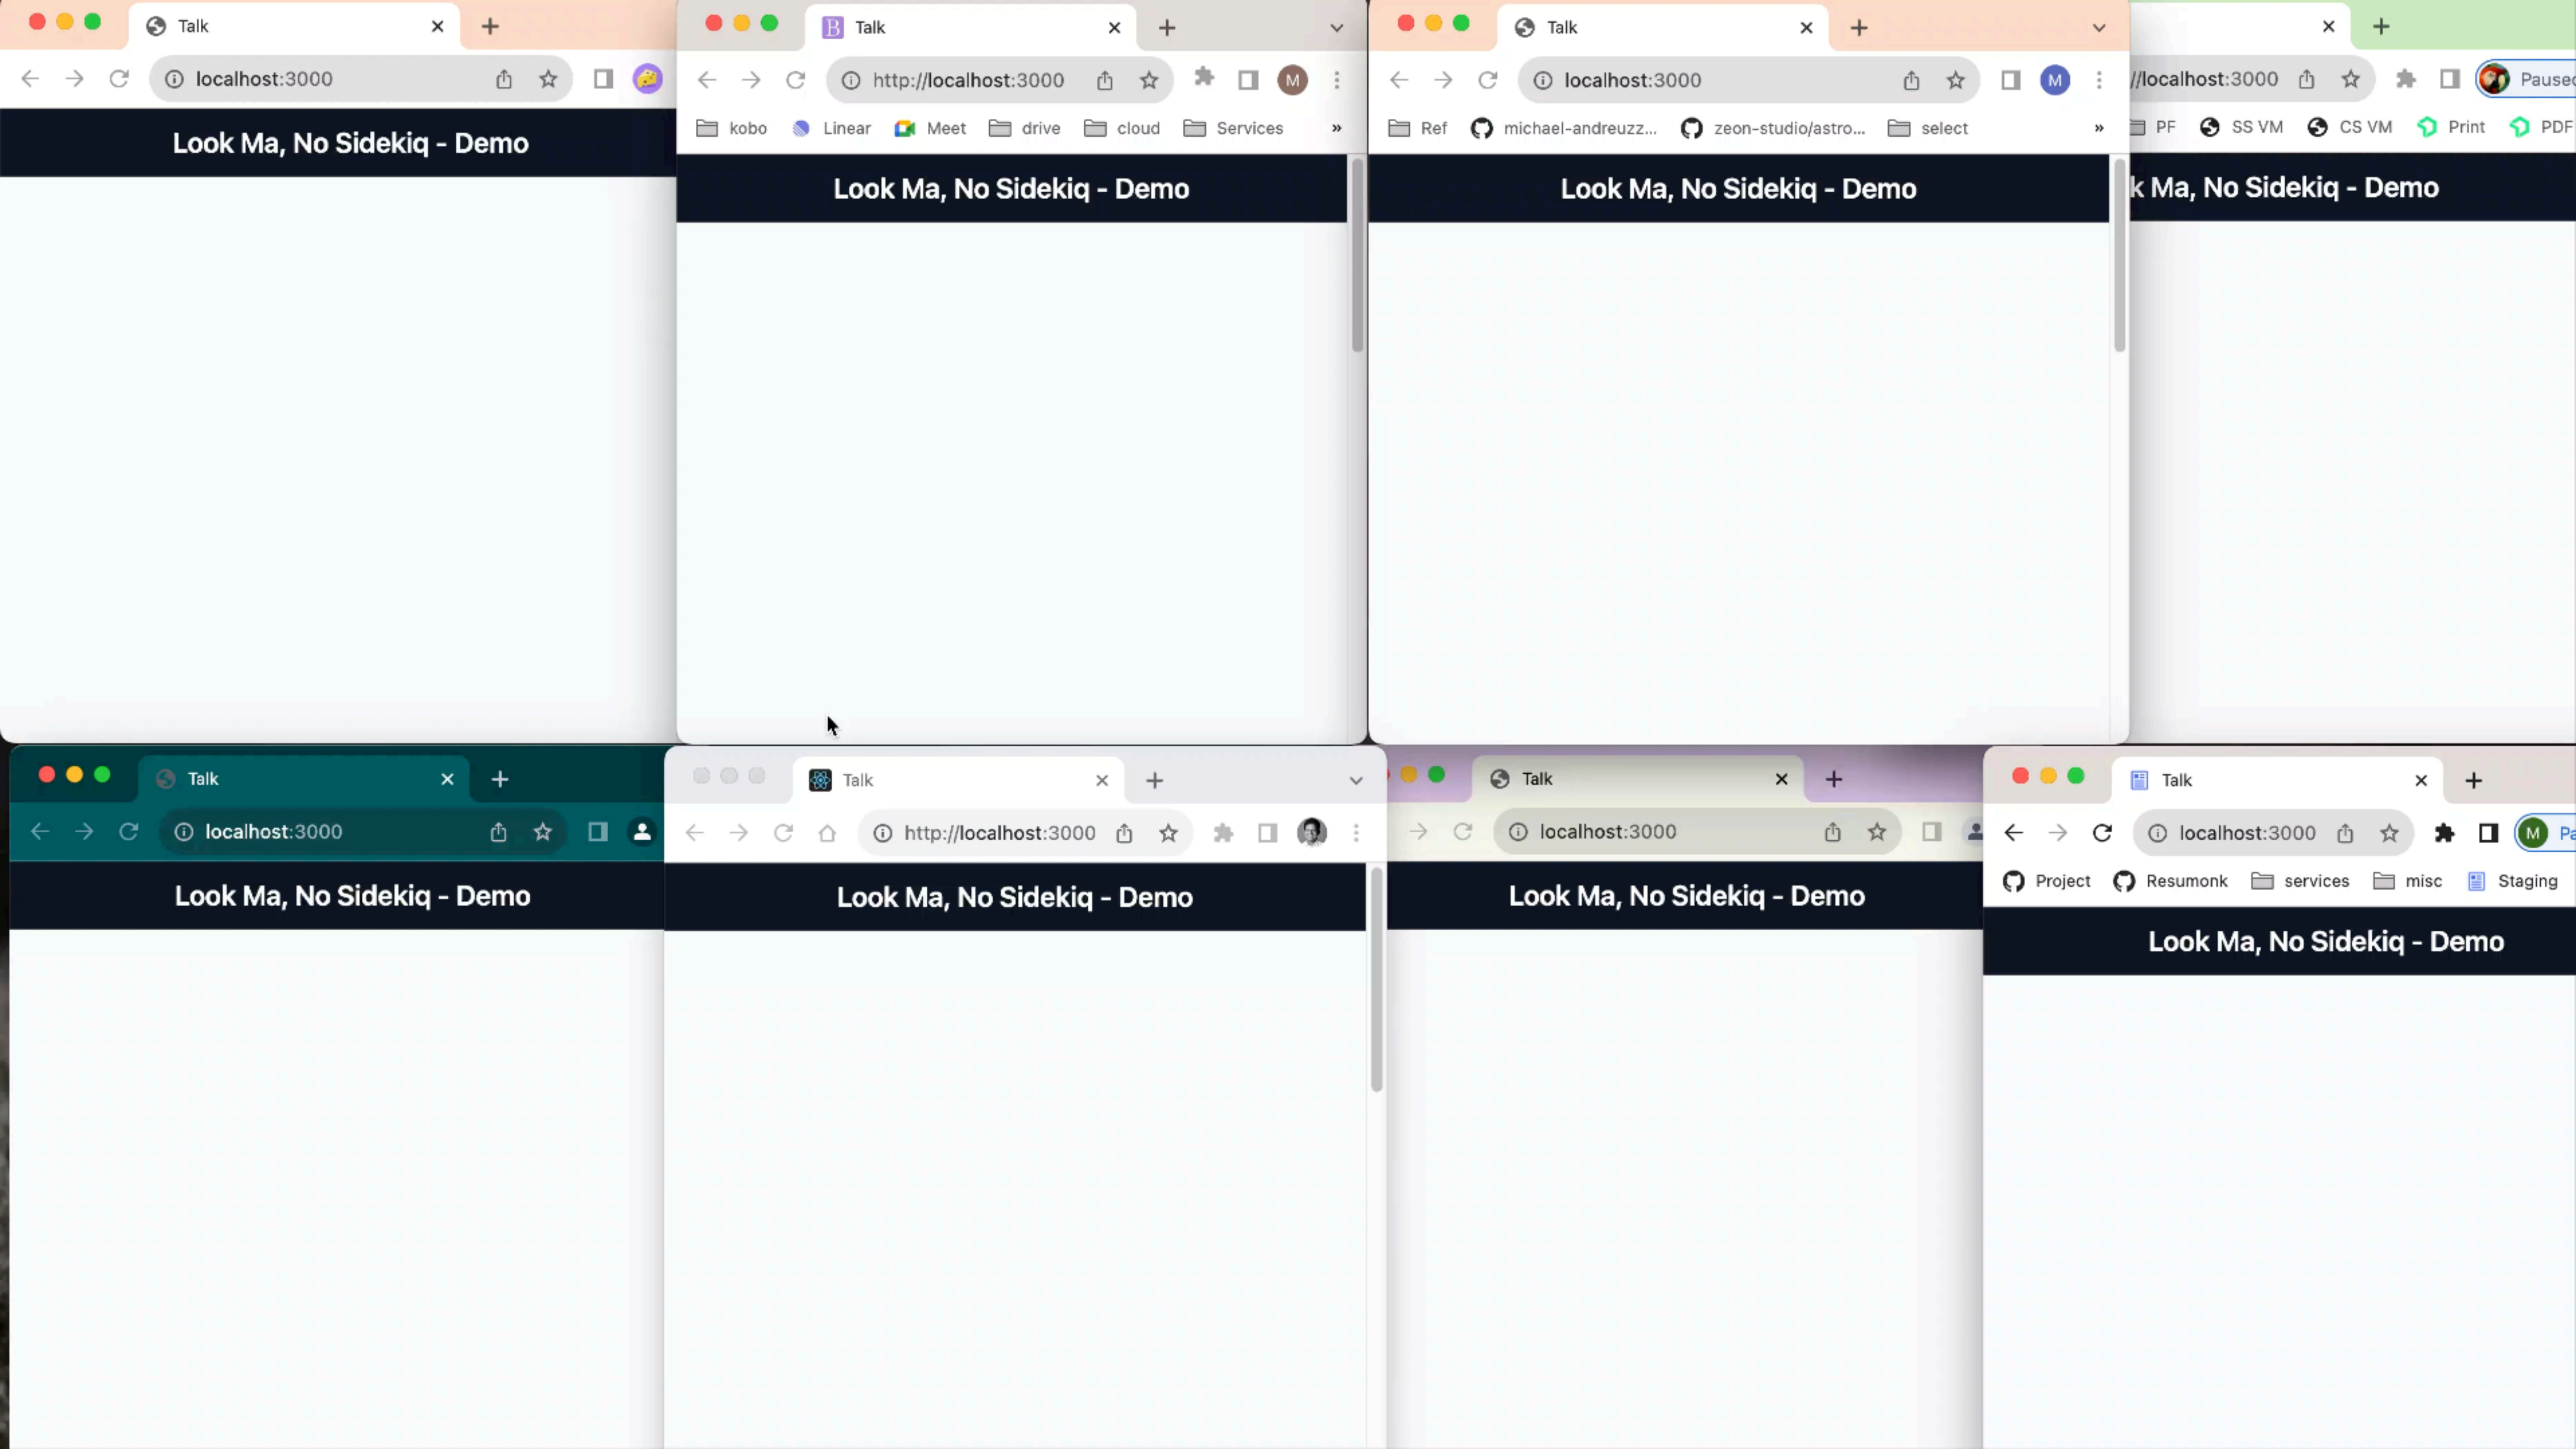 Talk
localhost:3000
Look Ma, No Sidekiq - Demo
Talk
http://localhost:3000
M
kobo Linear Meet drive cloud Services »
Look Ma, No Sidekiq - Demo
Talk
localhost:3000
M
Ref michael-andreuzz... zeon-studio/astro... select »
Look Ma, No Sidekiq - Demo
//localhost:3000 Paused
PF SS VM CS VM Print PDF
k Ma, No Sidekiq - Demo
Talk
localhost:3000
Look Ma, No Sidekiq - Demo
Talk
http://localhost:3000
Look Ma, No Sidekiq - Demo
Talk
localhost:3000
Look Ma, No Sidekiq - Demo
Talk
localhost:3000 M Pa
Project Resumonk services misc Staging
Look Ma, No Sidekiq - Demo